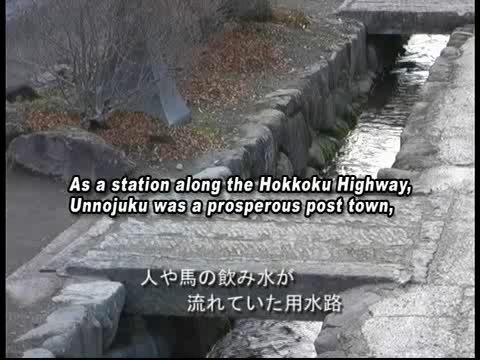 As a station along the Hokkoku Highway,
Unnojuku was a prosperous post town,
人や馬の飲み水が
流れていた用水路